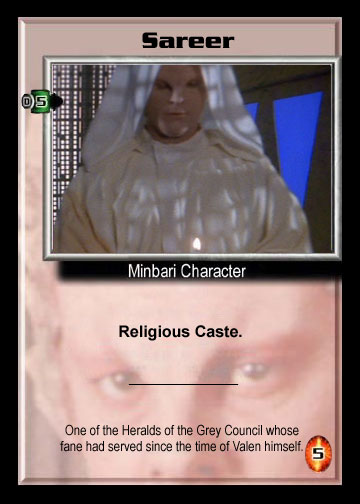 Sareer
0 5
Minbari Character
Religious Caste.
One of the Heralds of the Grey Council whose
fane had served since the time of Valen himself.
5